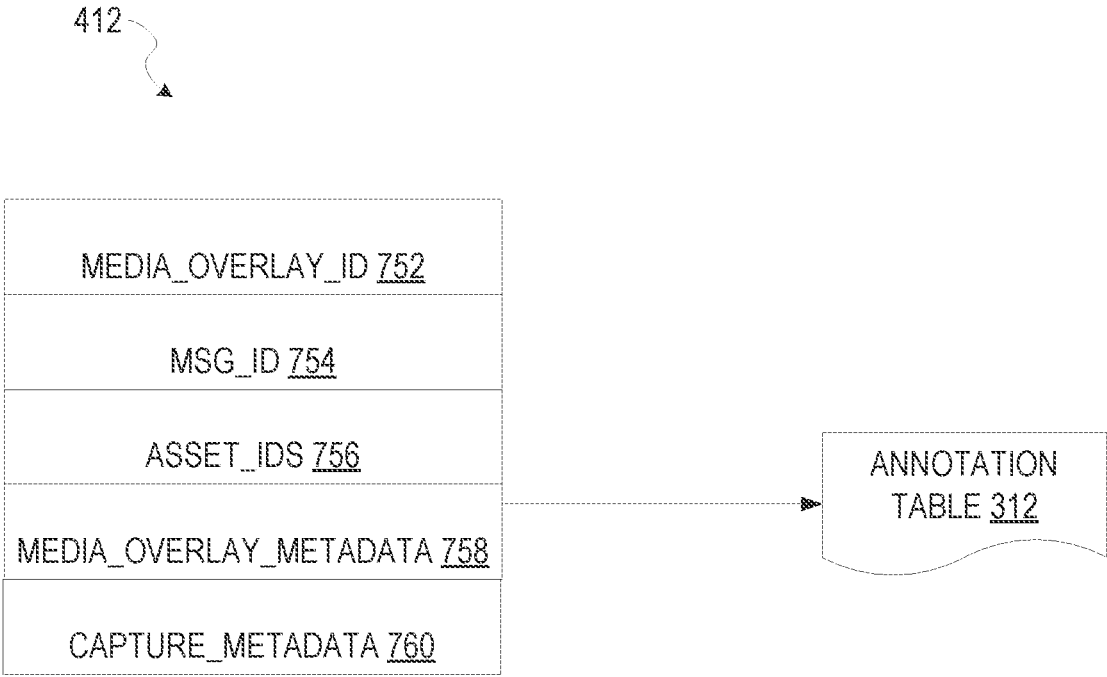 412
MEDIA_OVERLAY_ID 752
MSG_ID 754
ASSET_IDS 756
MEDIA_OVERLAY_METADATA 758
CAPTURE_METADATA 760
ANNOTATION
TABLE 312